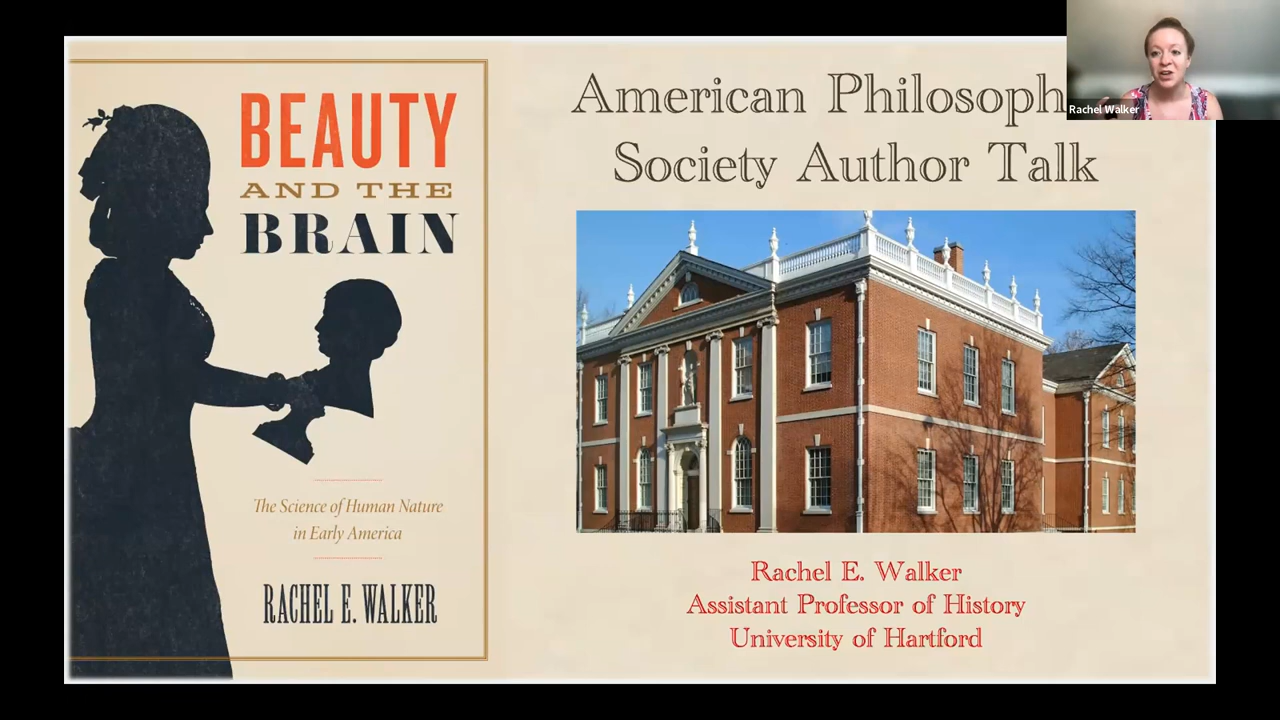 BEAUTY
AND THE
BRAIN
The Science of Human Nature
in Early America
RACHEL E. WALKER
American Philosoph
Society Author Talk
Rachel E. Walker
Assistant Professor of History
University of Hartford
Rachel Walker